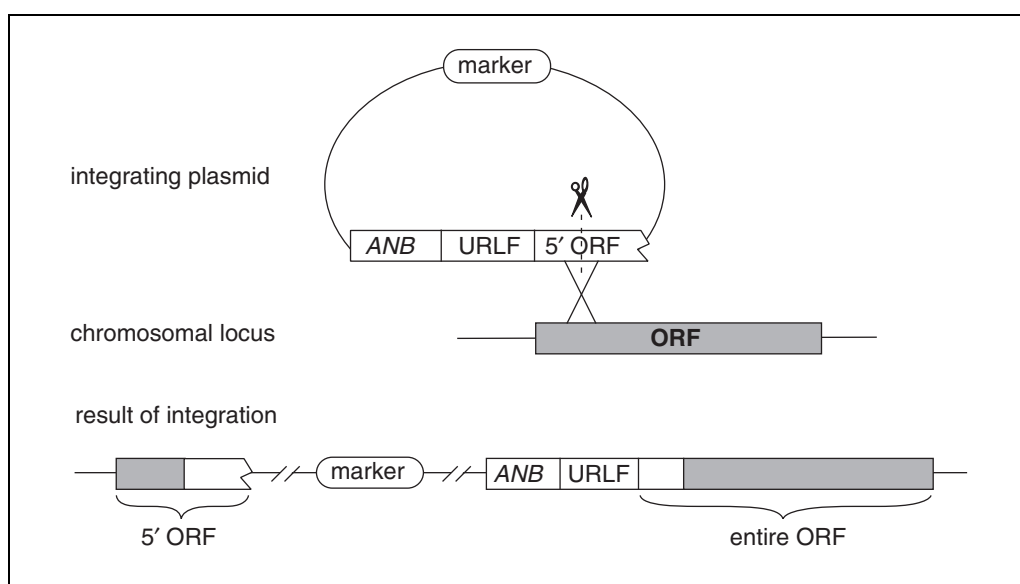 marker
integrating plasmid
ANB URLF 5′ ORF
chromosomal locus
ORF
result of integration
marker ANB URLF
5′ ORF entire ORF